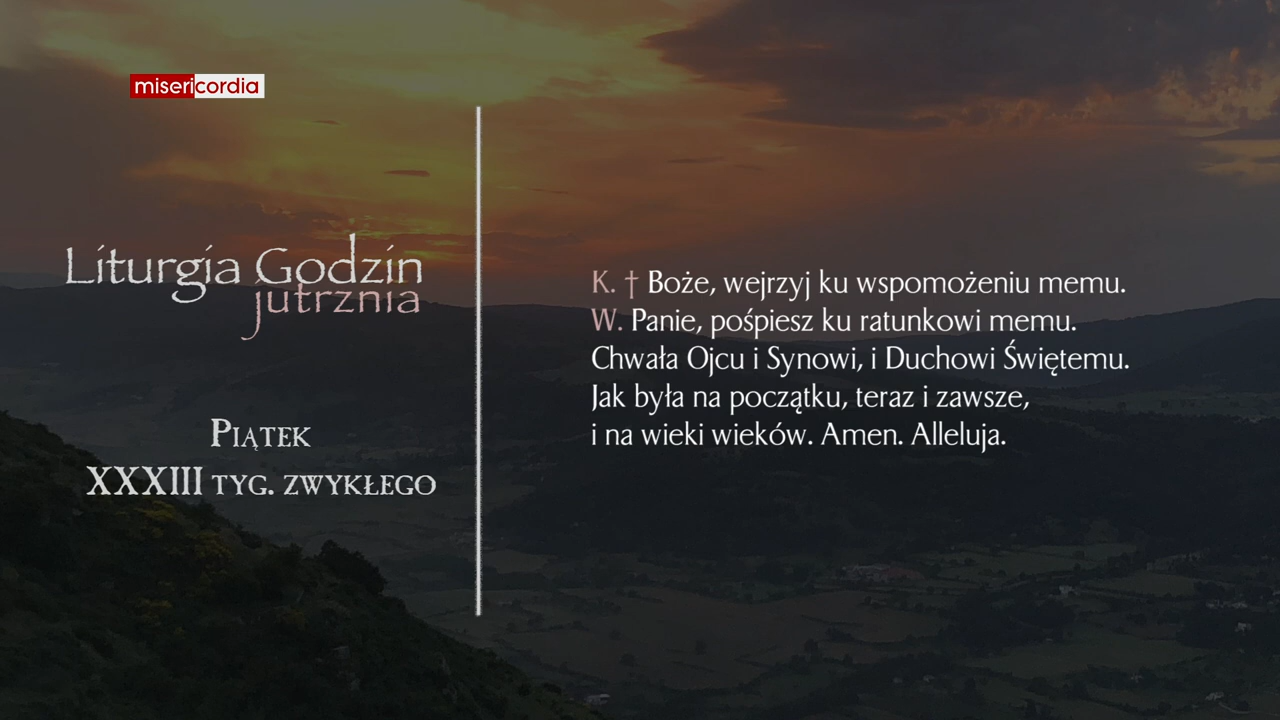 misericordia
Liturgia Godzin
jutrznia
Piątek
XXXIII tyg. zwykłego
K. † Boże, wejrzyj ku wspomożeniu memu.
W. Panie, pośpiesz ku ratunkowi memu.
Chwała Ojcu i Synowi, i Duchowi Świętemu.
Jak była na początku, teraz i zawsze,
i na wieki wieków. Amen. Alleluja.